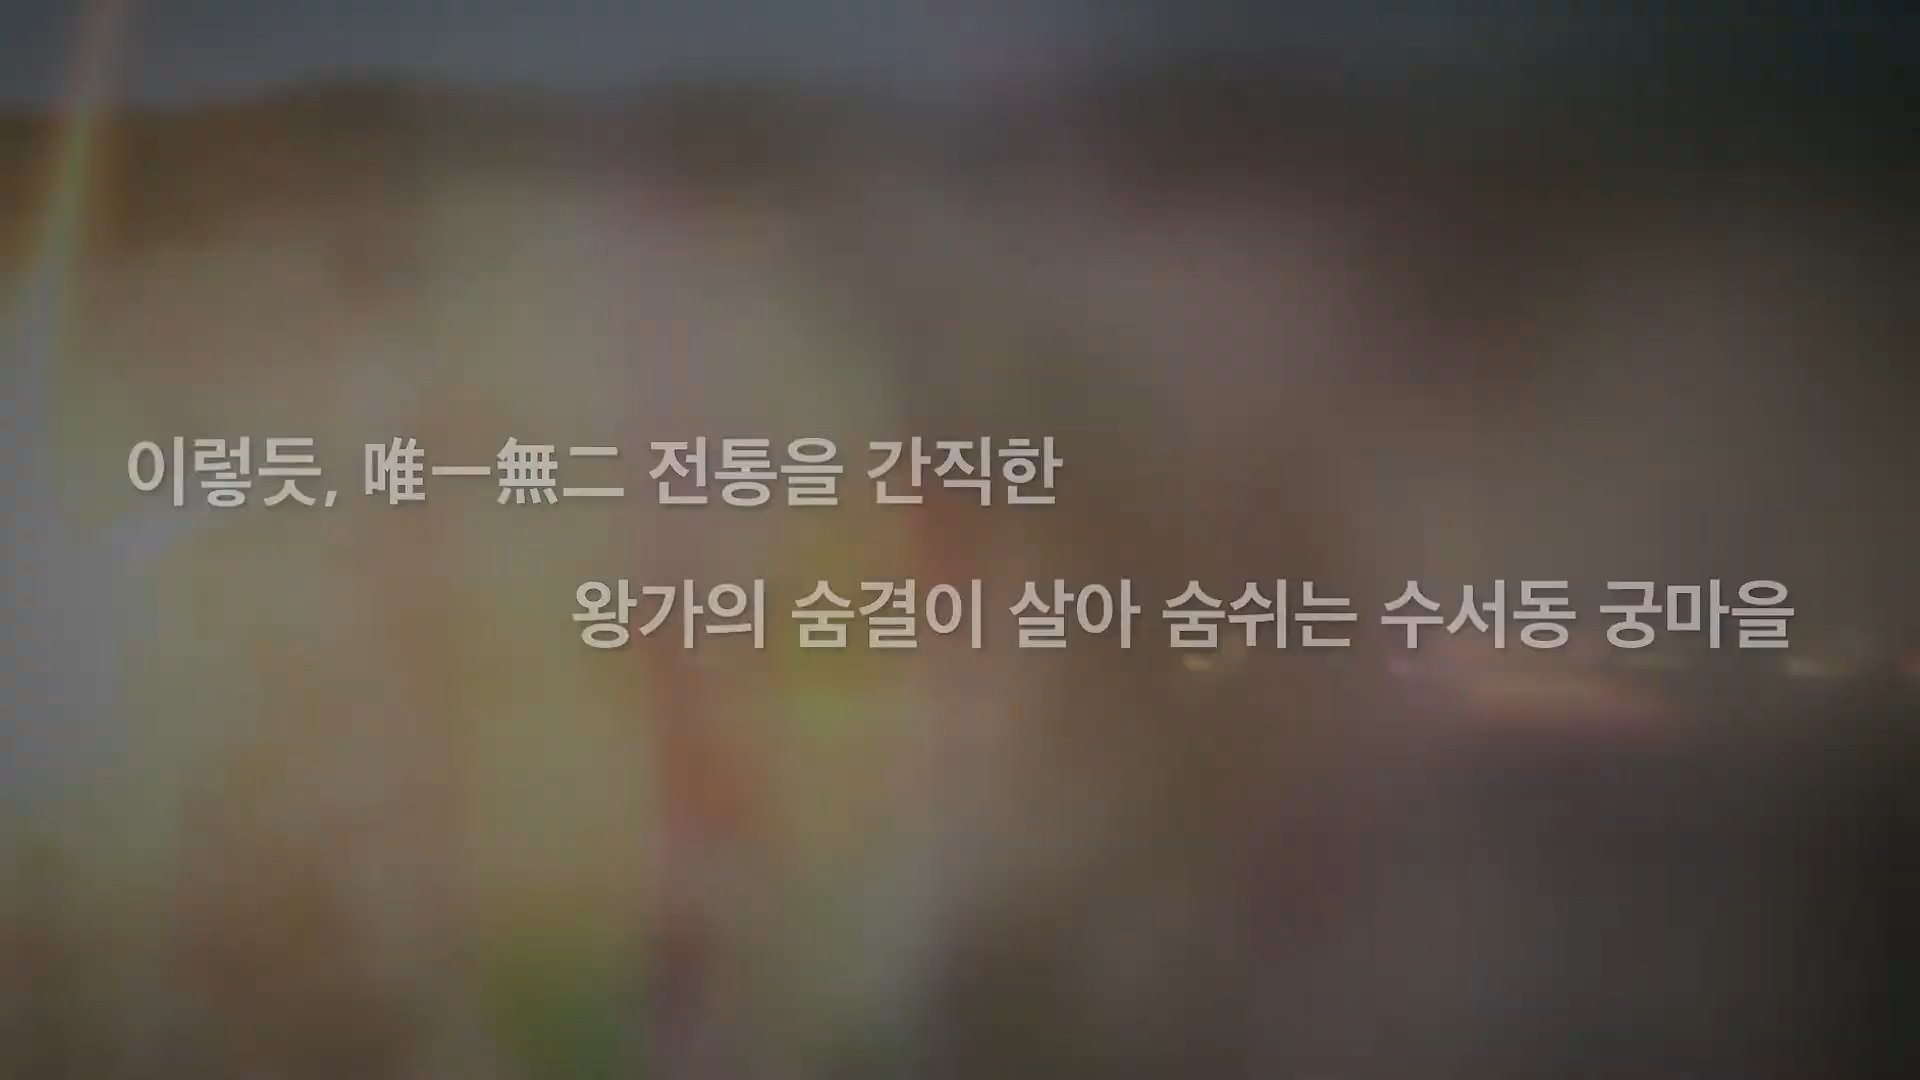 이렇듯, 唯一無二 전통을 간직한
왕가의 숨결이 살아 숨쉬는 수서동 궁마을